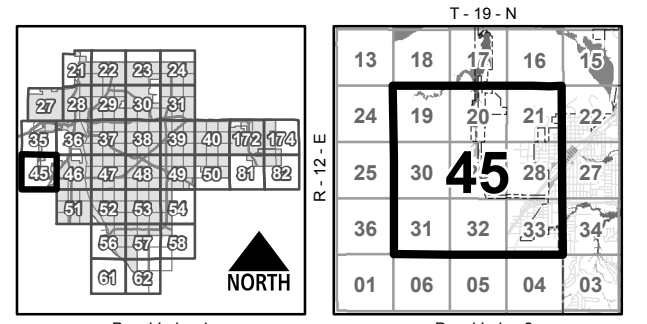 T - 19 - N
21 22 23 24
27 28 29 30 31
35 36 37 38 39 40 172 174
45 46 47 48 49 50 81 82
51 52 53 54
56 57 58
61 62
NORTH
R - 12 - E
13 18 17 16 15
24 19 20 21 22
25 30 45 28 27
36 31 32 33 34
01 06 05 04 03